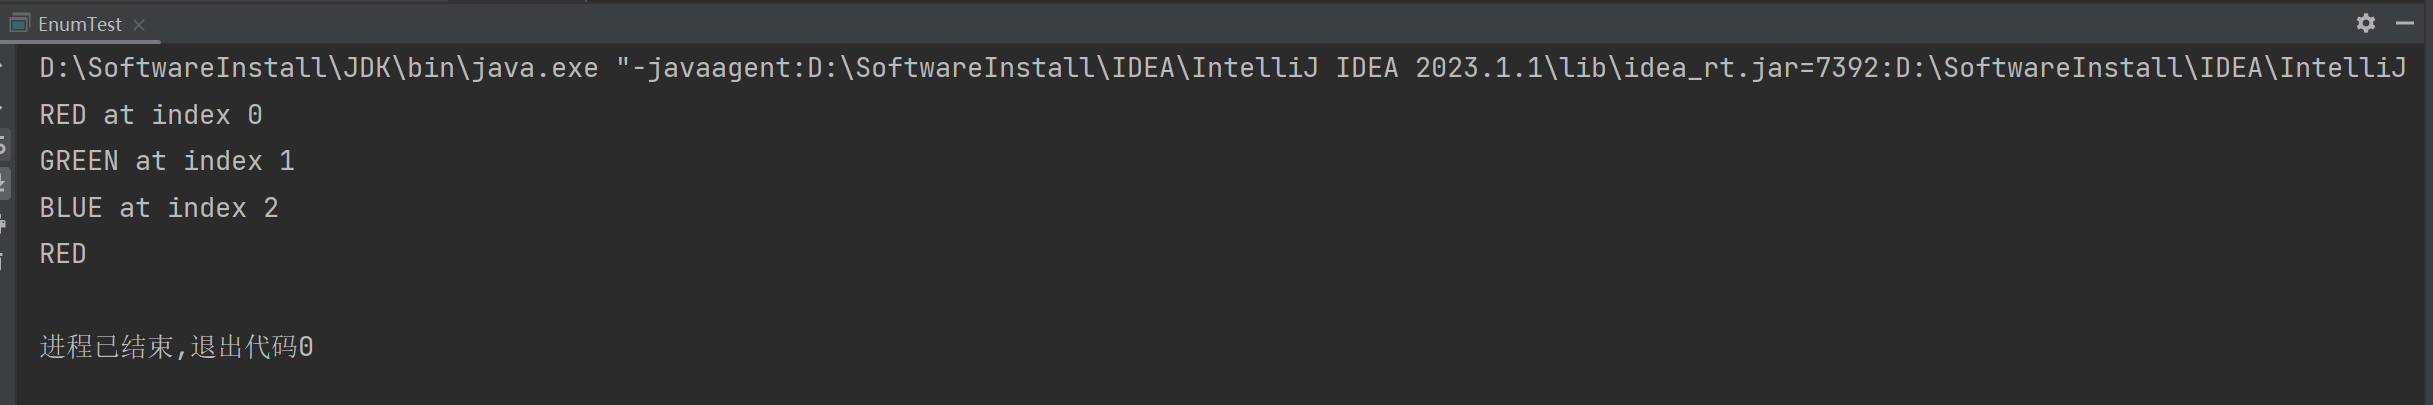 EnumTest
D:\SoftwareInstall\JDK\bin\java.exe "-javaagent:D:\SoftwareInstall\IDEA\IntelliJ IDEA 2023.1.1\lib\idea_rt.jar=7392:D:\SoftwareInstall\IDEA\IntelliJ
RED at index 0
GREEN at index 1
BLUE at index 2
RED
进程已结束,退出代码0